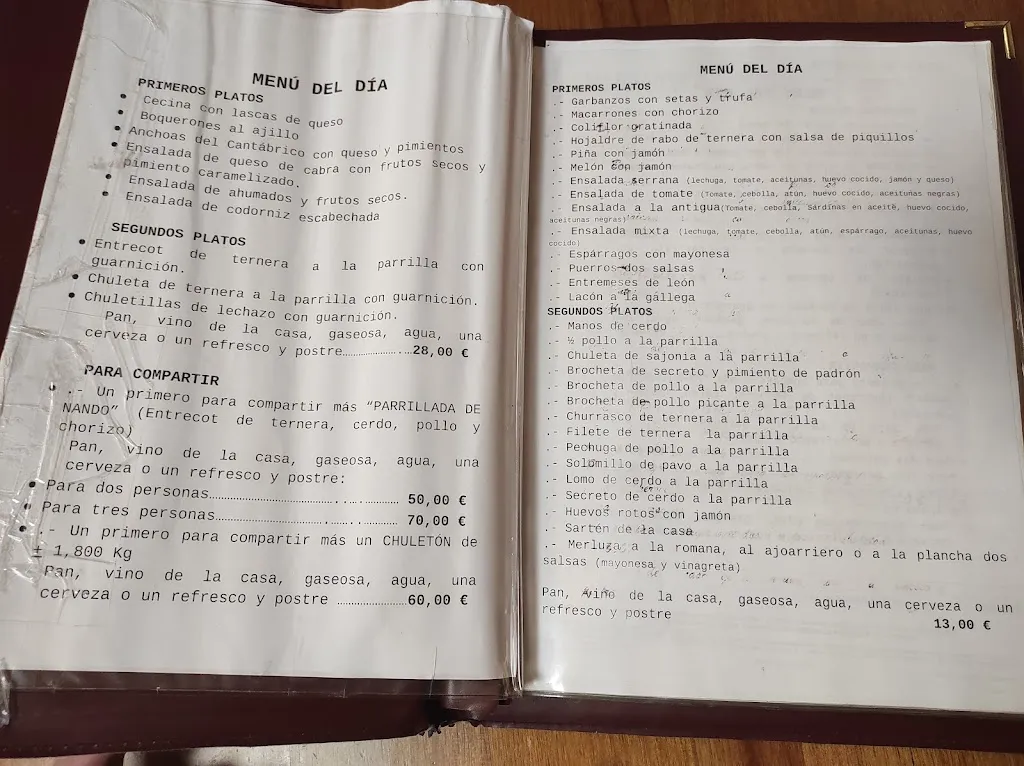 MENÚ DEL DÍA
PRIMEROS PLATOS
• Cecina con lascas de queso
• Boquerones al ajillo
• Anchoas del Cantábrico con queso y pimientos
• Ensalada de queso de cabra con frutos secos y
pimiento caramelizado.
• Ensalada de ahumados y frutos secos.
• Ensalada de codorniz escabechada
SEGUNDOS PLATOS
• Entrecot de ternera a la parrilla con
guarnición.
• Chuleta de ternera a la parrilla con guarnición.
• Chuletillas de lechazo con guarnición.
Pan, vino de la casa, gaseosa, agua, una
cerveza o un refresco y postre……………………28,00 €
PARA COMPARTIR
• .- Un primero para compartir más “PARRILLADA DE
NANDO” (Entrecot de ternera, cerdo, pollo y
chorizo)
Pan, vino de la casa, gaseosa, agua, una
cerveza o un refresco y postre:
• Para dos personas……………………………………… 50,00 €
• Para tres personas…………………………………… 70,00 €
• .- Un primero para compartir más un CHULETÓN de
± 1,800 Kg
Pan, vino de la casa, gaseosa, agua, una
cerveza o un refresco y postre ……………………60,00 €
MENÚ DEL DÍA
PRIMEROS PLATOS
.- Garbanzos con setas y trufa
.- Macarrones con chorizo
.- Coliflor gratinada
.- Hojaldre de rabo de ternera con salsa de piquillos
.- Piña con jamón
.- Melón con jamón
.- Ensalada serrana (lechuga, tomate, aceitunas, huevo cocido, jamón y queso)
.- Ensalada de tomate (Tomate, cebolla, atún, huevo cocido, aceitunas negras)
.- Ensalada a la antigua(Tomate, cebolla, Sardinas en aceite, huevo cocido,
aceitunas negras)
.- Ensalada mixta (lechuga, tomate, cebolla, atún, espárrago, aceitunas, huevo
cocido)
.- Espárragos con mayonesa
.- Puerros dos salsas
.- Entremeses de león
.- Lacón a la gállega
SEGUNDOS PLATOS
.- Manos de cerdo
.- ½ pollo a la parrilla
.- Chuleta de sajonia a la parrilla
.- Brocheta de secreto y pimiento de padrón
.- Brocheta de pollo a la parrilla
.- Brocheta de pollo picante a la parrilla
.- Churrasco de ternera a la parrilla
.- Filete de ternera la parrilla
.- Pechuga de pollo a la parrilla
.- Solomillo de pavo a la parrilla
.- Lomo de cerdo a la parrilla
.- Secreto de cerdo a la parrilla
.- Huevos rotos con jamón
.- Sartén de la casa
.- Merluza a la romana, al ajoarriero o a la plancha dos
salsas (mayonesa y vinagreta)
Pan, vino de la casa, gaseosa, agua, una cerveza o un
refresco y postre 13,00 €